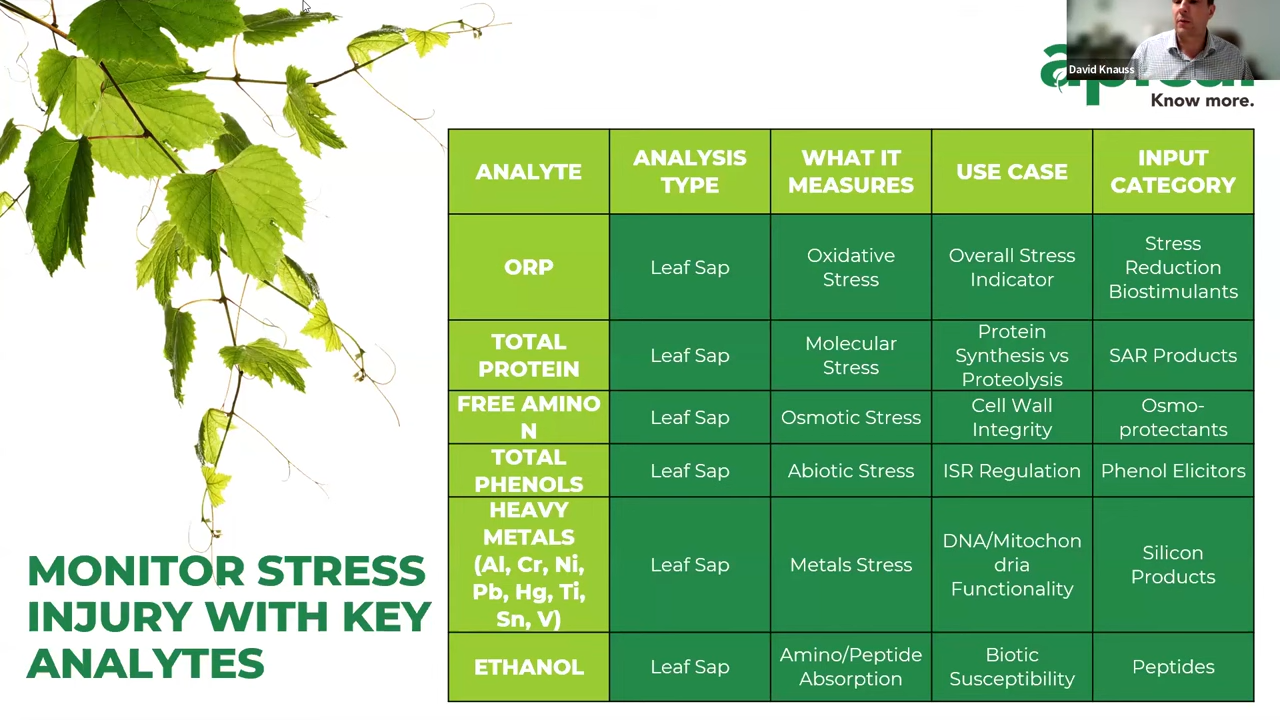 David Knauss
Know more.
ANALYTE
ANALYSIS
TYPE
WHAT IT
MEASURES
USE CASE
INPUT
CATEGORY
ORP
Leaf Sap
Oxidative
Stress
Overall Stress
Indicator
Stress
Reduction
Biostimulants
TOTAL
PROTEIN
Leaf Sap
Molecular
Stress
Protein
Synthesis vs
Proteolysis
SAR Products
FREE AMINO
N
Leaf Sap
Osmotic Stress
Cell Wall
Integrity
Osmo-
protectants
TOTAL
PHENOLS
Leaf Sap
Abiotic Stress
ISR Regulation
Phenol Elicitors
HEAVY
METALS
(Al, Cr, Ni,
Pb, Hg, Ti,
Sn, V)
Leaf Sap
Metals Stress
DNA/Mitochon
dria
Functionality
Silicon
Products
ETHANOL
Leaf Sap
Amino/Peptide
Absorption
Biotic
Susceptibility
Peptides
MONITOR STRESS
INJURY WITH KEY
ANALYTES